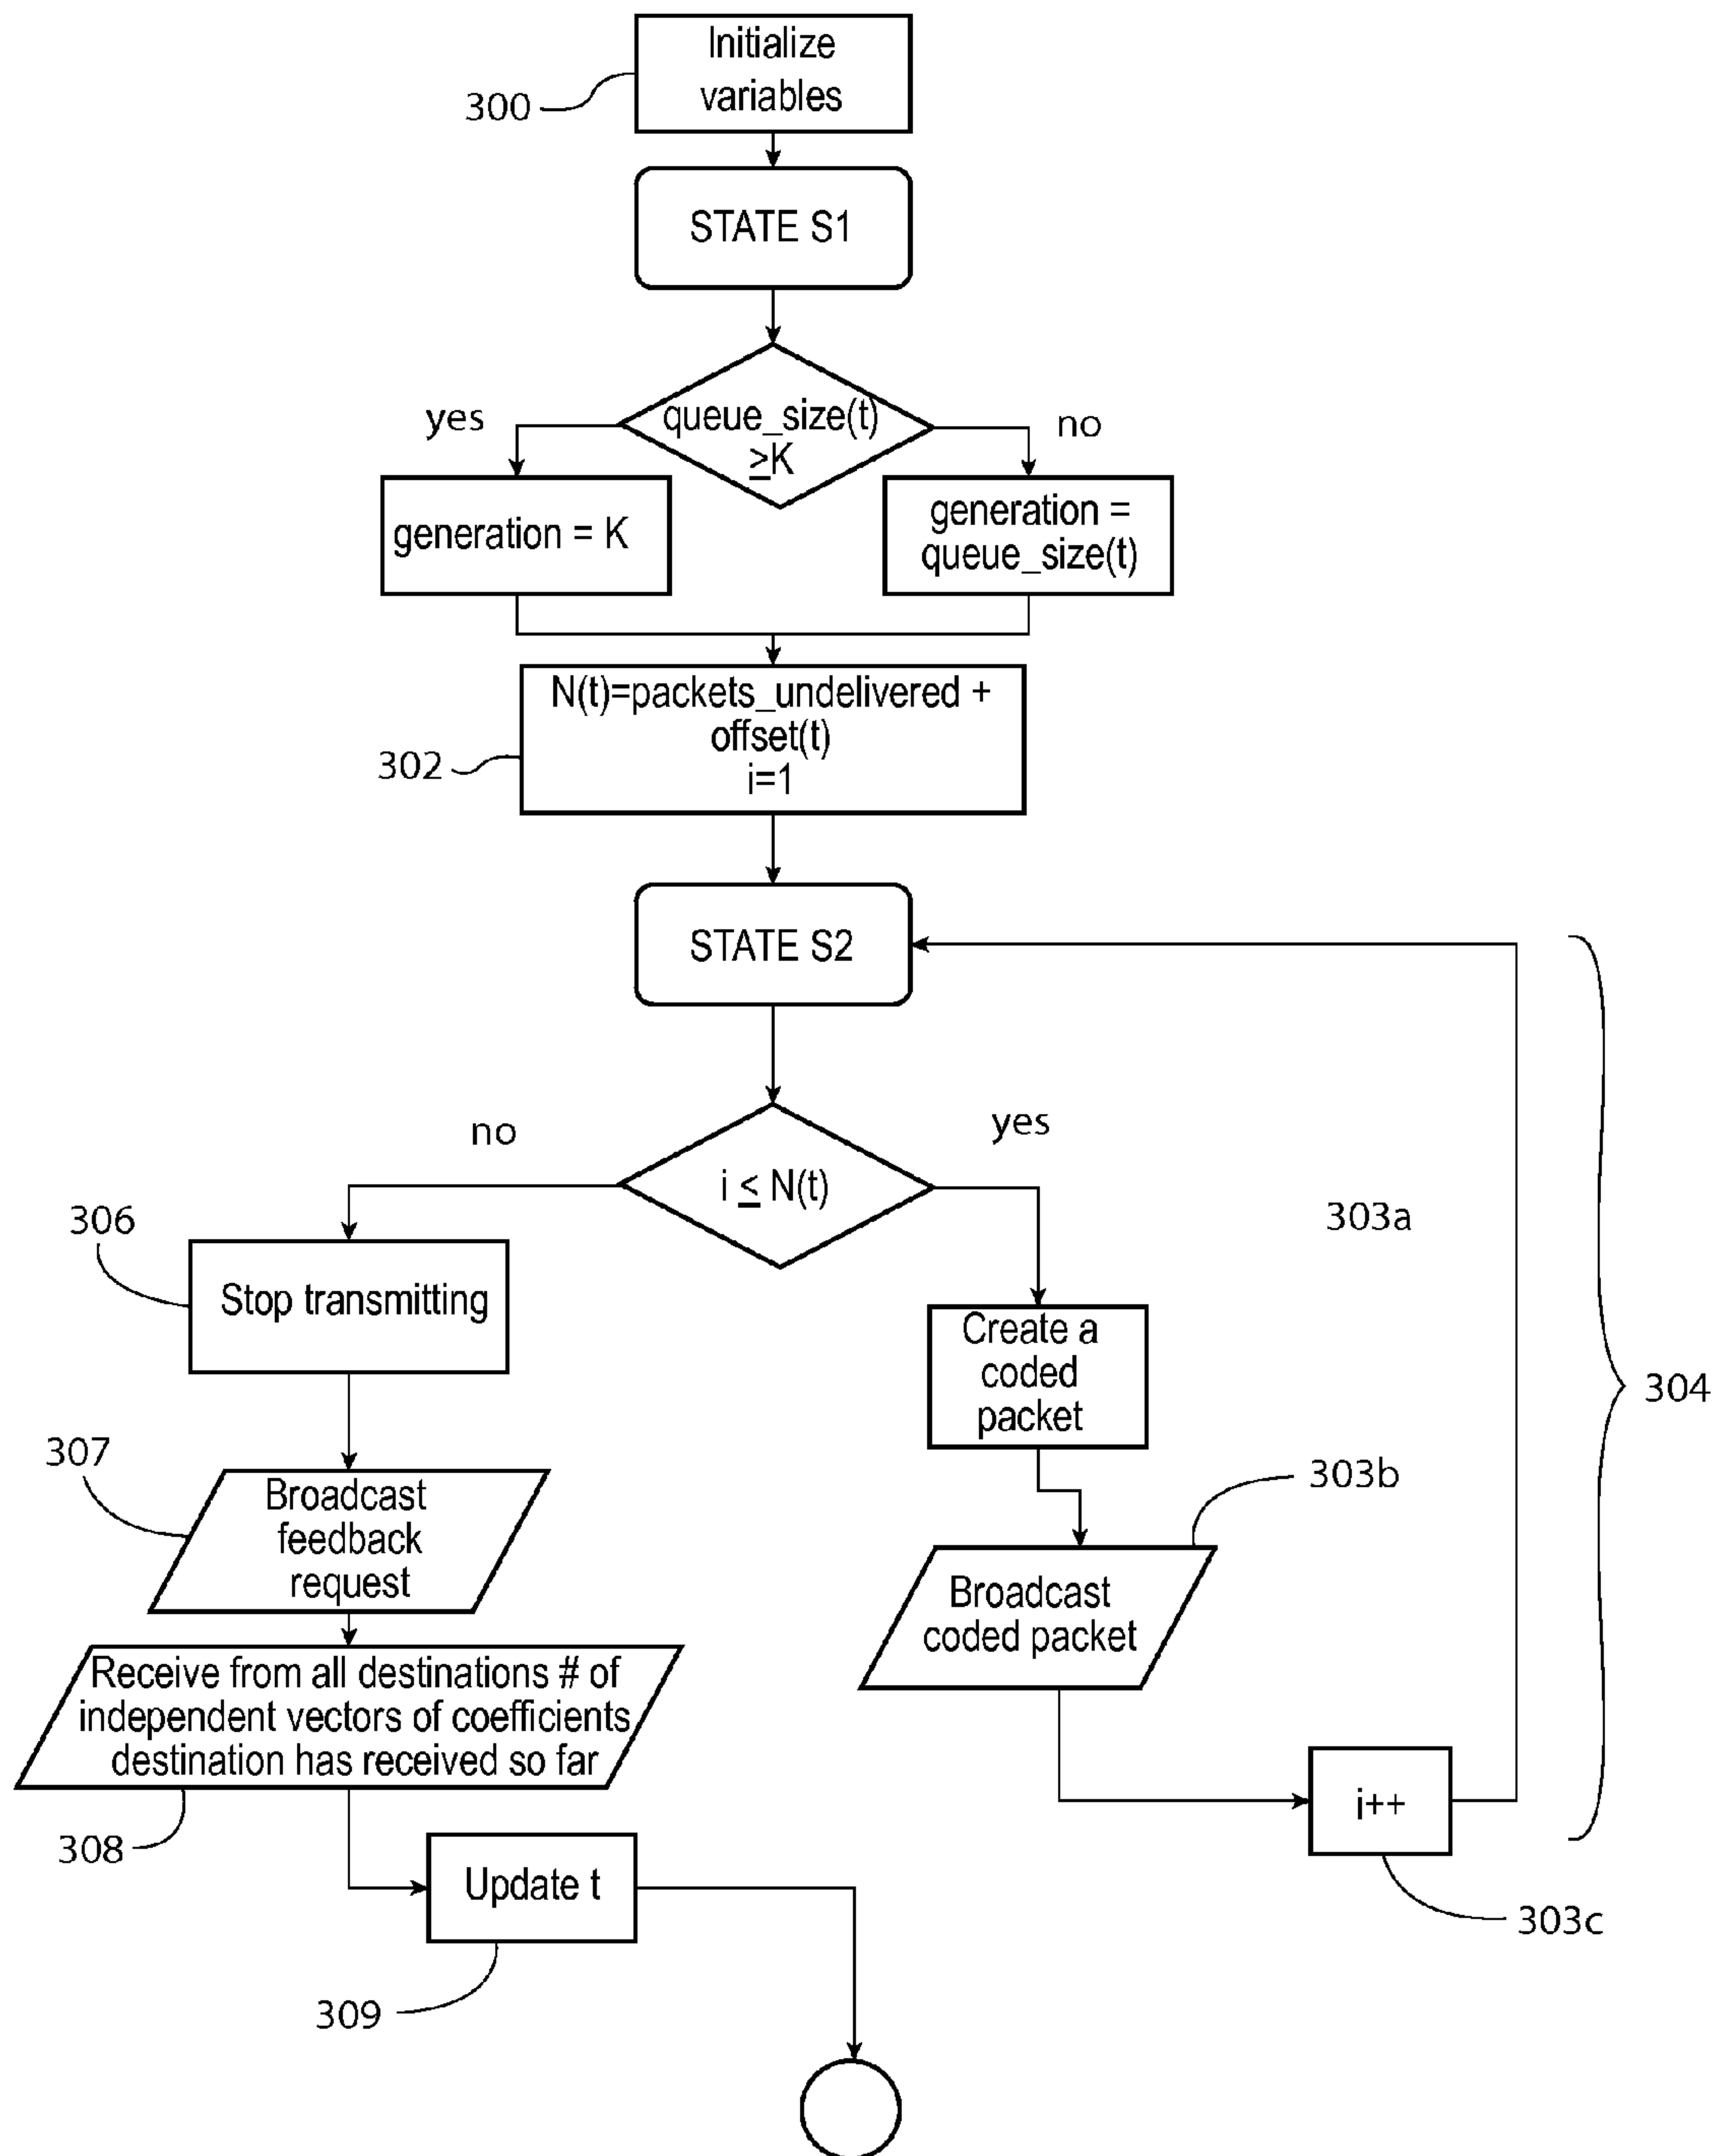 Initialize
variables
300
STATE S1
queue_size(t)
≥K
yes
no
generation = K
generation =
queue_size(t)
N(t)=packets_undelivered +
offset(t)
i=1
302
STATE S2
i ≤ N(t)
no
yes
303a
306
Stop transmitting
Create a
coded
packet
304
307
Broadcast
feedback
request
303b
Broadcast
coded packet
Receive from all destinations # of
independent vectors of coefficients
destination has received so far
308
i++
303c
Update t
309